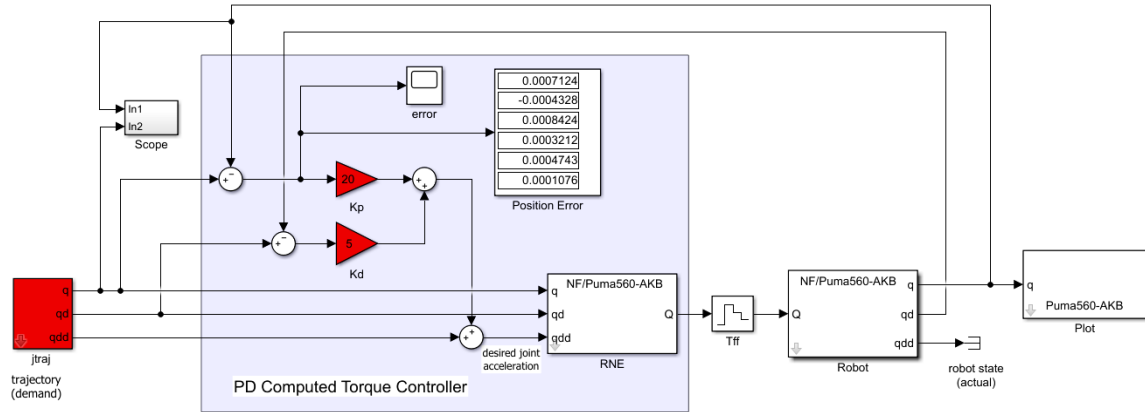 In1
In2
Scope
error
0.0007124
-0.0004328
0.0008424
0.0003212
0.0004743
0.0001076
Position Error
20
Kp
5
Kd
q
qd
qdd
jtraj
trajectory
(demand)
desired joint
acceleration
NF/Puma560-AKB
q
qd
Q
qdd
RNE
PD Computed Torque Controller
Tff
NF/Puma560-AKB
q
Q
qd
qdd
Robot
robot state
(actual)
q
Puma560-AKB
Plot